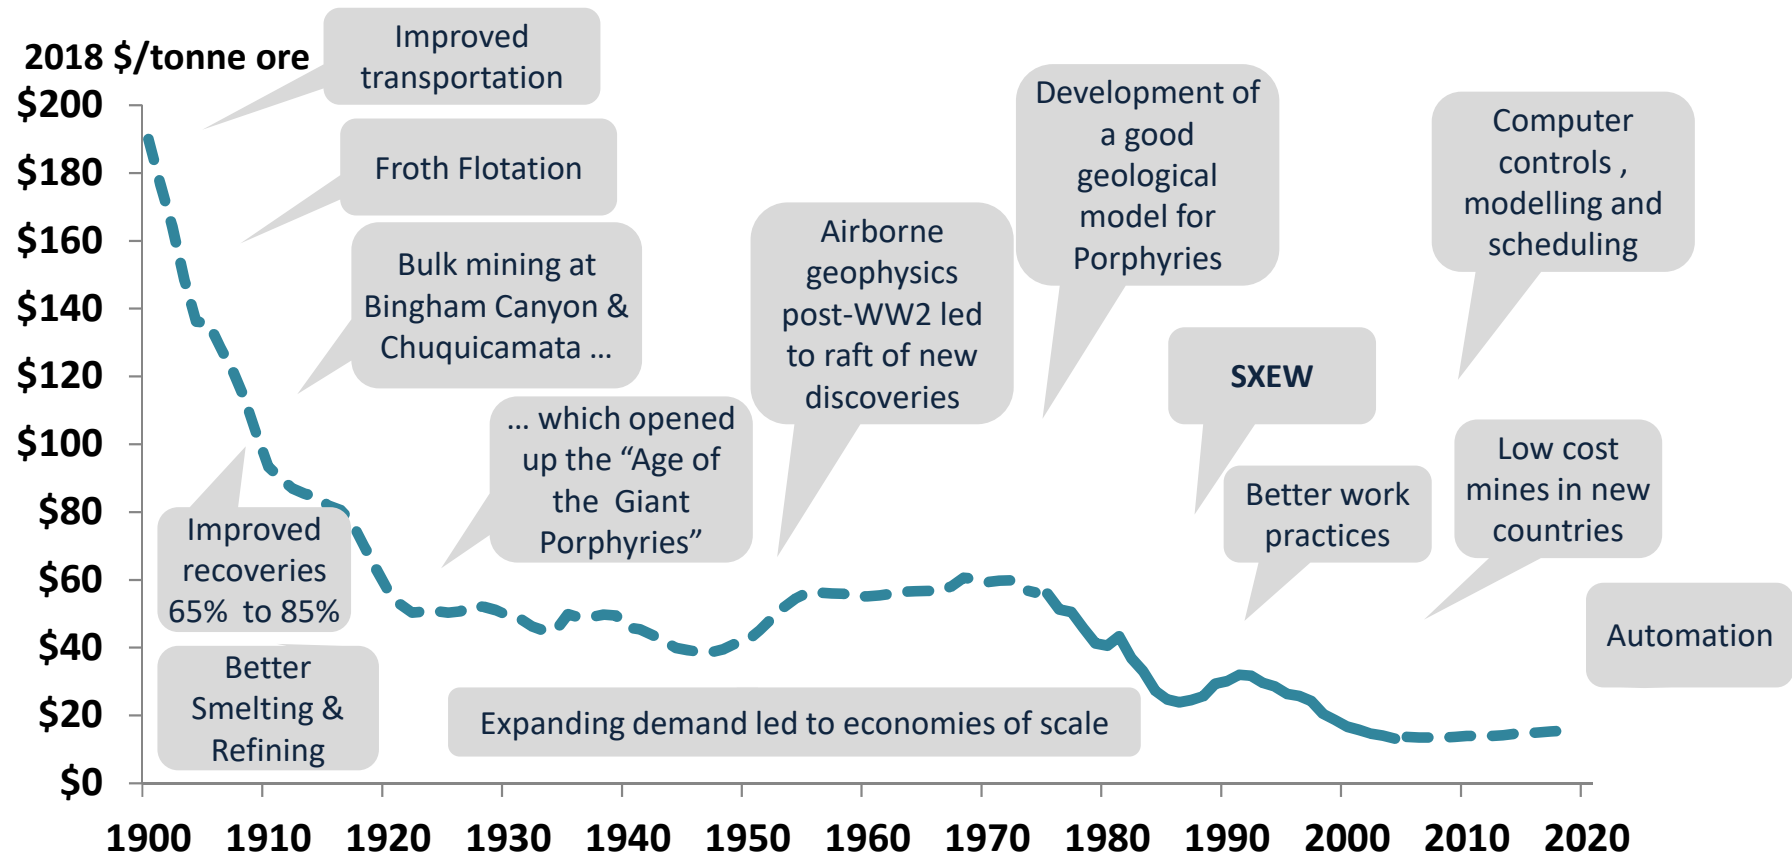 2018 $/tonne ore
$200
$180
$160
$140
$120
$100
$80
$60
$40
$20
$0
Improved
transportation
Froth Flotation
Bulk mining at
Bingham Canyon &
Chuquicamata ...
... which opened
up the “Age of
the Giant
Porphyries”
Improved
recoveries
65% to 85%
Better
Smelting &
Refining
Expanding demand led to economies of scale
Airborne
geophysics
post-WW2 led
to raft of new
discoveries
Development of
a good
geological
model for
Porphyries
SXEW
Better work
practices
Computer
controls ,
modelling and
scheduling
Low cost
mines in new
countries
Automation
1900 1910 1920 1930 1940 1950 1960 1970 1980 1990 2000 2010 2020